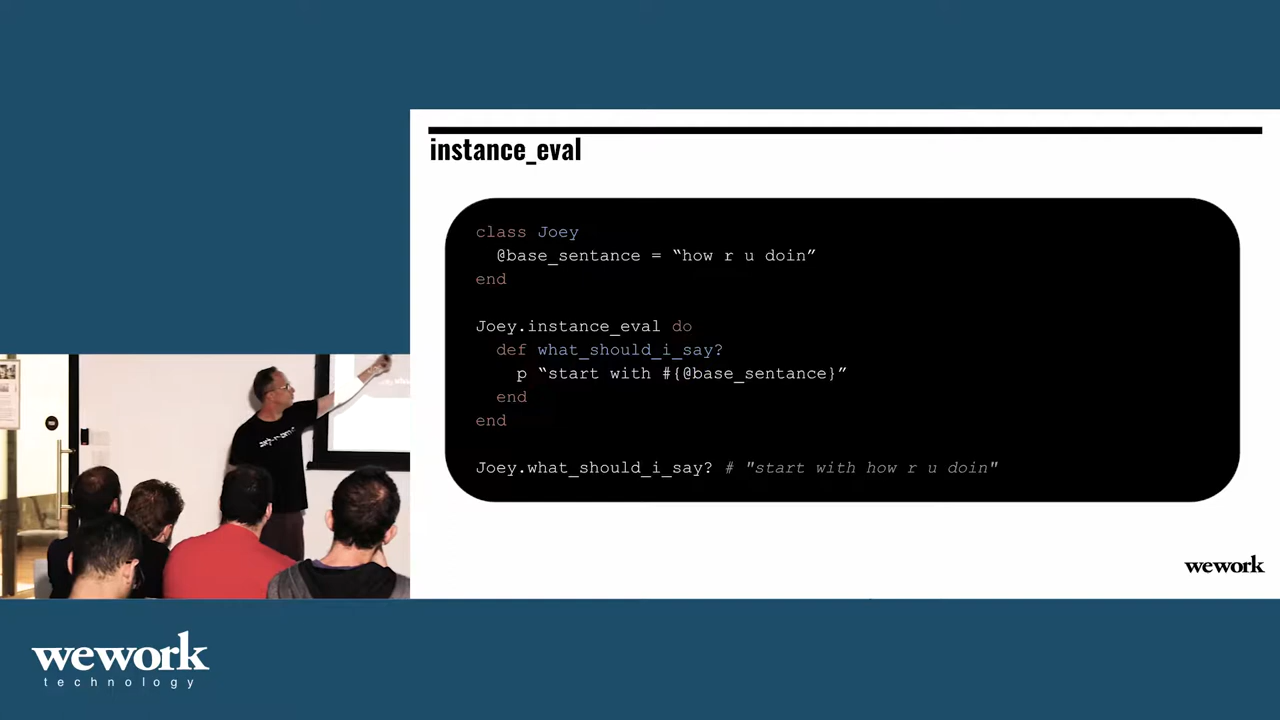 instance_eval
class Joey
@base_sentance = “how r u doin”
end
Joey.instance_eval do
def what_should_i_say?
p “start with #{@base_sentance}”
end
end
Joey.what_should_i_say? # "start with how r u doin"
wework
wework
technology